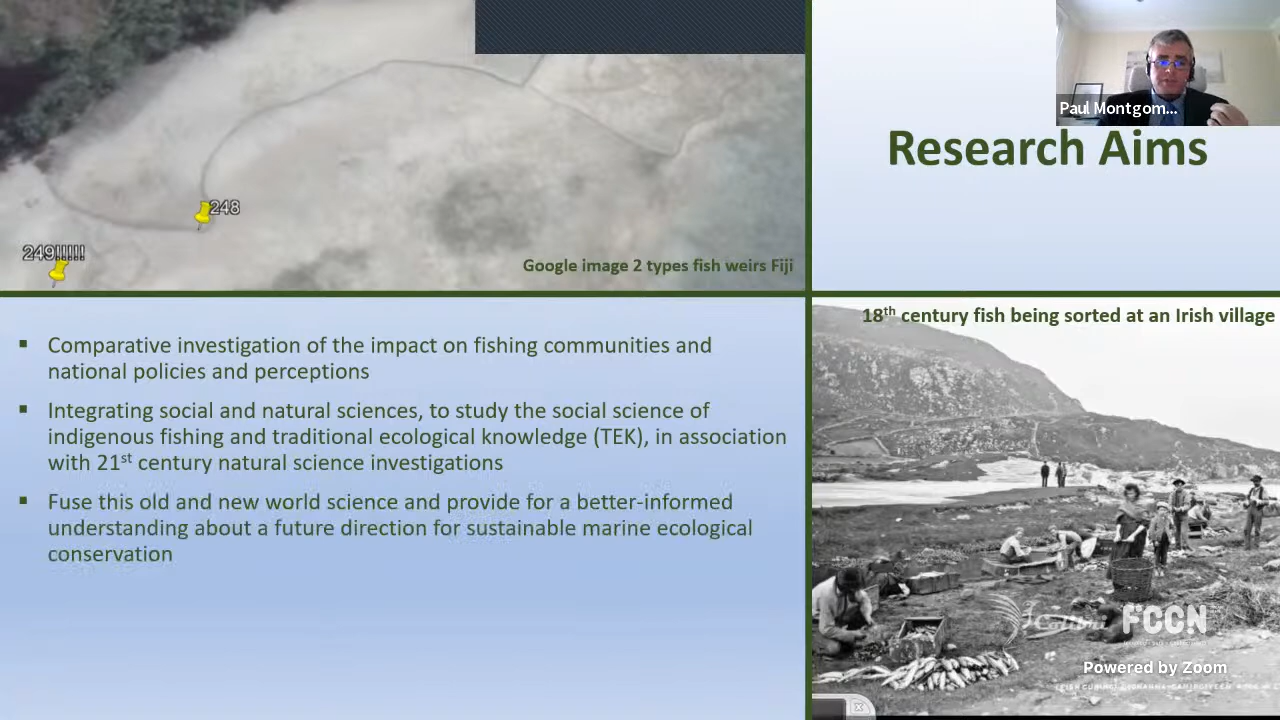 Paul Montgom...
Research Aims
248
249!!!!!
Google image 2 types fish weirs Fiji
18th century fish being sorted at an Irish village
▪ Comparative investigation of the impact on fishing communities and
national policies and perceptions
▪ Integrating social and natural sciences, to study the social science of
indigenous fishing and traditional ecological knowledge (TEK), in association
with 21st century natural science investigations
▪ Fuse this old and new world science and provide for a better-informed
understanding about a future direction for sustainable marine ecological
conservation
Colibri
FCCN
Powered by Zoom